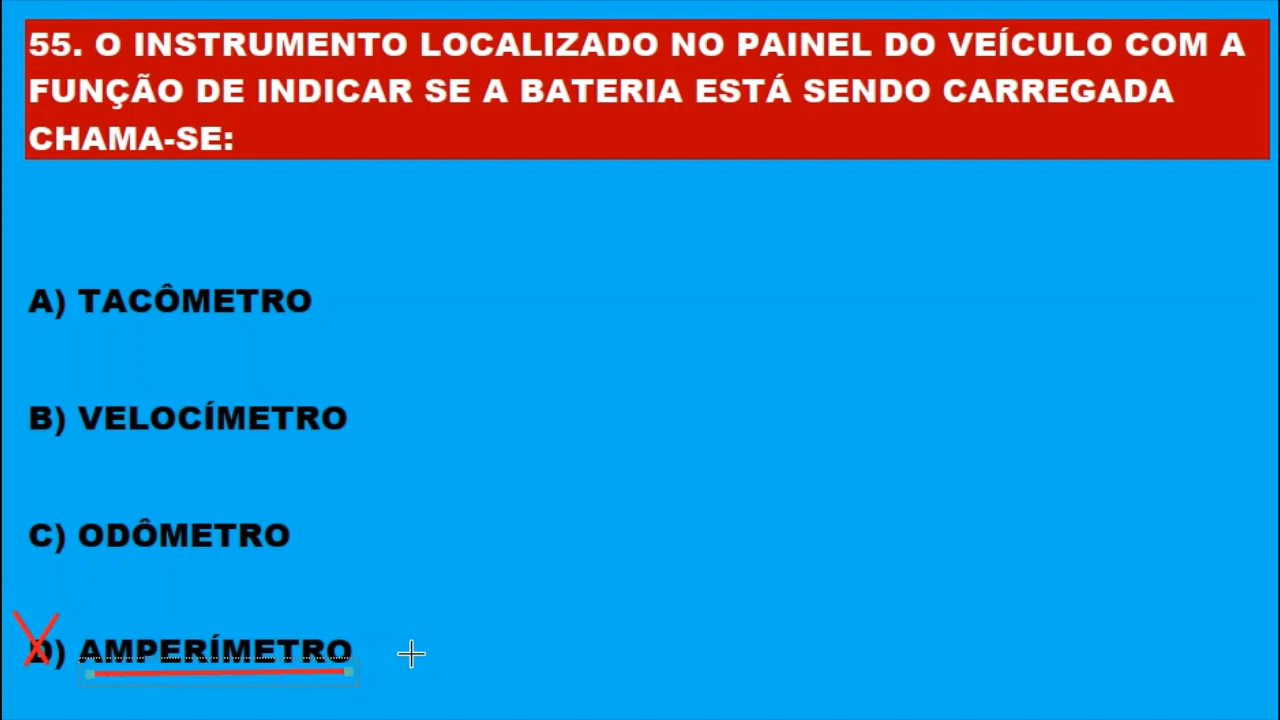 55. O INSTRUMENTO LOCALIZADO NO PAINEL DO VEÍCULO COM A
FUNÇÃO DE INDICAR SE A BATERIA ESTÁ SENDO CARREGADA
CHAMA-SE:
A) TACÔMETRO
B) VELOCÍMETRO
C) ODÔMETRO
D) AMPERÍMETRO